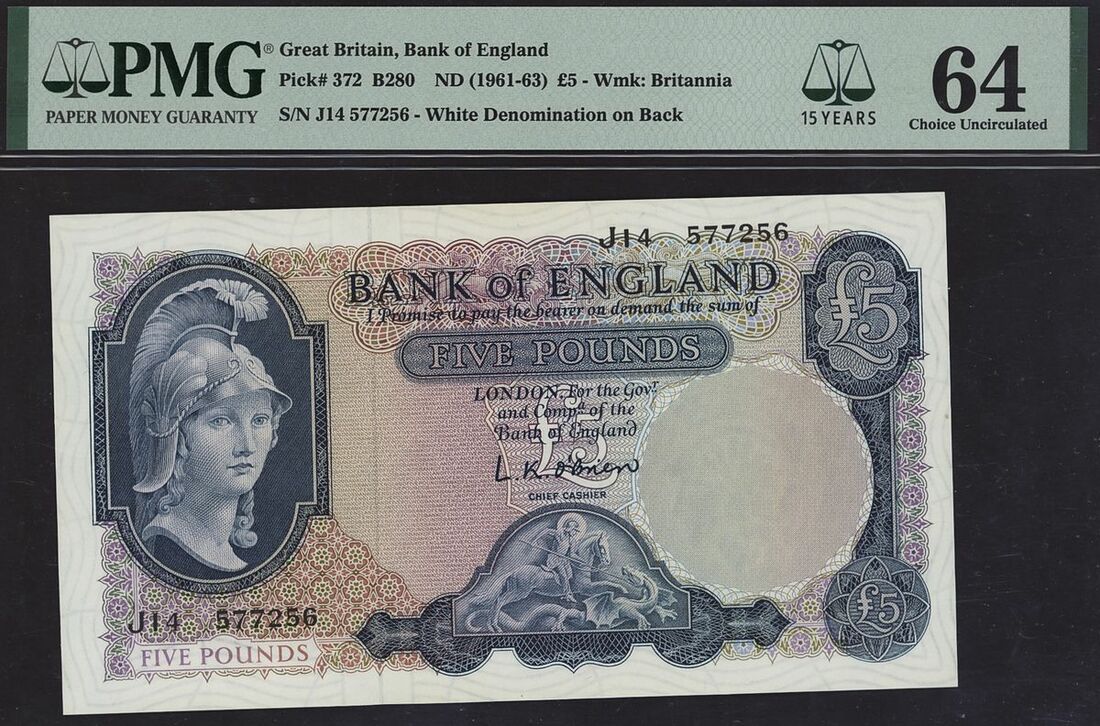 PMG®
PAPER MONEY GUARANTY
Great Britain, Bank of England
Pick# 372 B280 ND (1961-63) £5 - Wmk: Britannia
S/N J14 577256 - White Denomination on Back
15 YEARS
64
Choice Uncirculated
J14 577256
BANK of ENGLAND
I Promise to pay the bearer on demand the sum of
FIVE POUNDS
£5
LONDON, For the Govʳ
and Compᵃ of the
Bank of England
£5
L.K. O'Brien
CHIEF CASHIER
J14 577256
FIVE POUNDS
£5